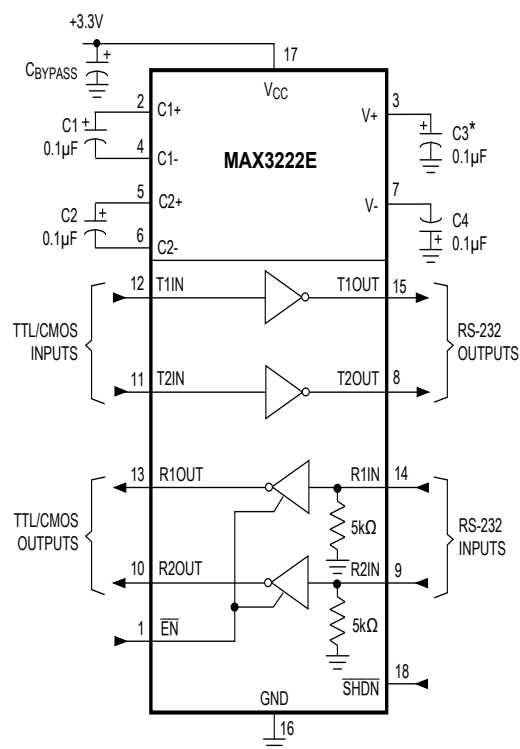 +3.3V
CBYPASS
+
17
VCC
2
C1+
C1
+
0.1µF
4
C1-
3
V+
+
C3*
0.1µF
MAX3222E
5
C2+
C2
+
0.1µF
6
C2-
7
V-
C4
+
0.1µF
12
T1IN
T1OUT
15
TTL/CMOS
INPUTS
RS-232
OUTPUTS
11
T2IN
T2OUT
8
13
R1OUT
R1IN
14
TTL/CMOS
OUTPUTS
5kΩ
RS-232
INPUTS
10
R2OUT
R2IN
9
1
EN
5kΩ
18
SHDN
GND
16